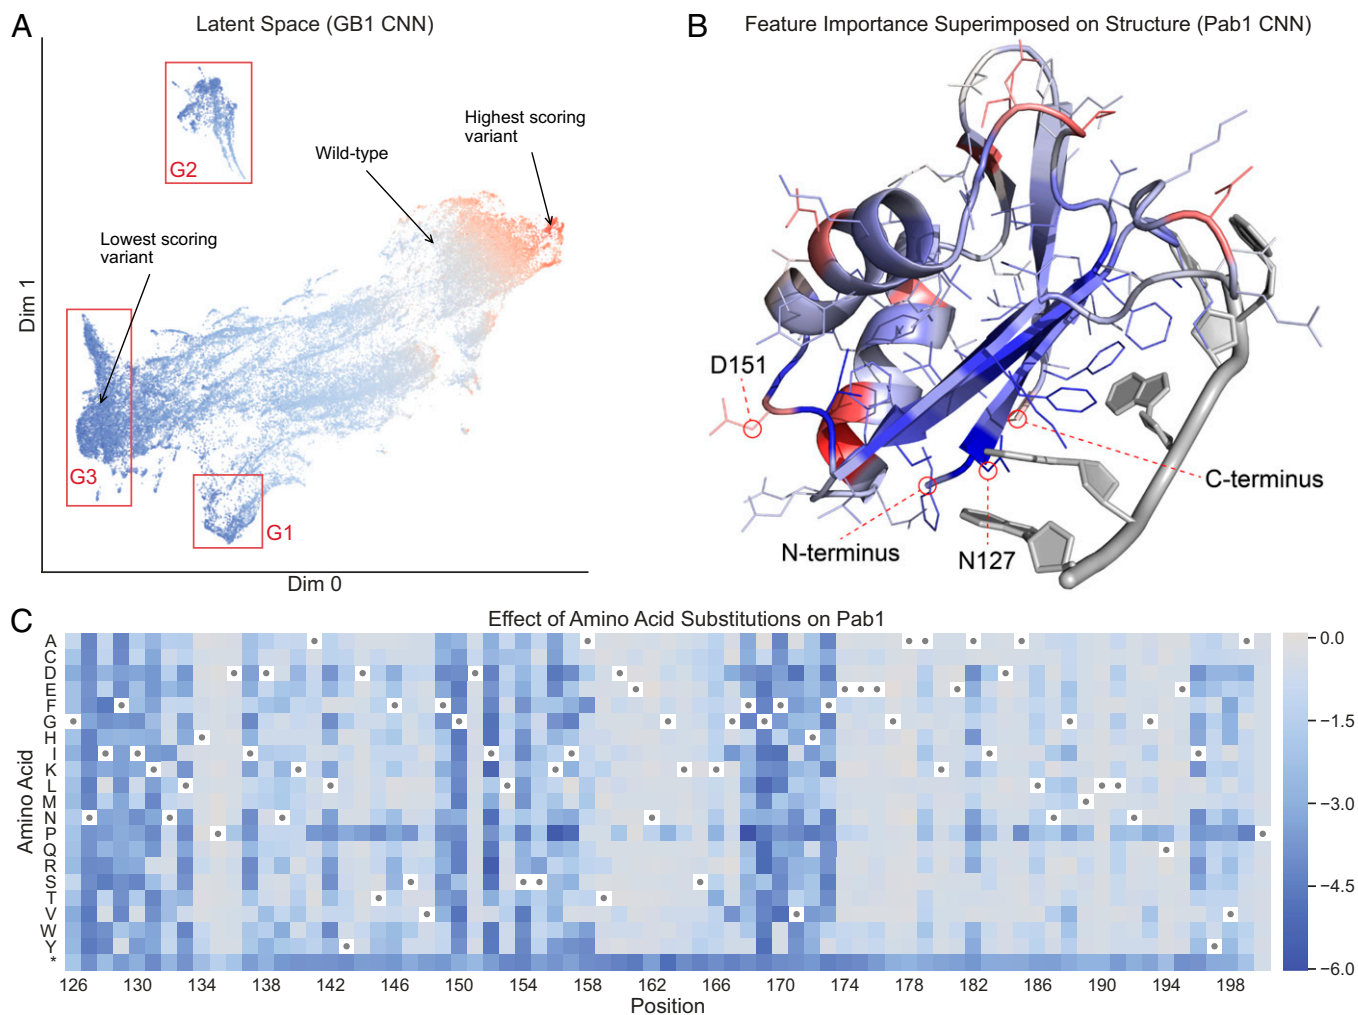 A
Latent Space (GB1 CNN)
G2
Wild-type
Highest scoring
variant
Lowest scoring
variant
G3
G1
Dim 1
Dim 0
B
Feature Importance Superimposed on Structure (Pab1 CNN)
D151
N-terminus
N127
C-terminus
C
Effect of Amino Acid Substitutions on Pab1
Amino Acid
A
C
D
E
F
G
H
I
K
L
M
N
P
Q
R
S
T
V
W
Y
*
126 130 134 138 142 146 150 154 158 162 166 170 174 178 182 186 190 194 198
Position
0.0
−1.5
−3.0
−4.5
−6.0